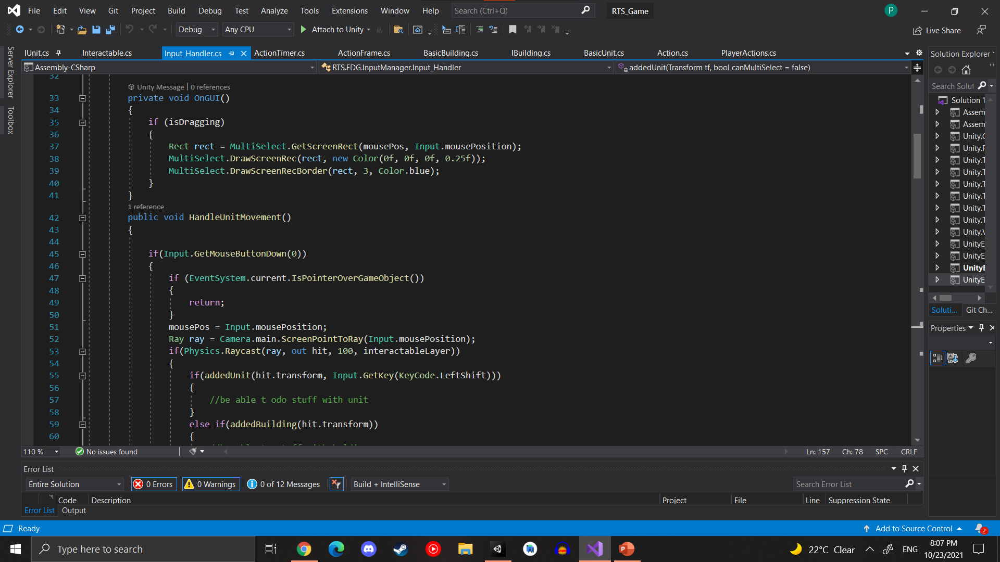 File Edit View Git Project Build Debug Test Analyze Tools Extensions Window Help Search (Ctrl+Q) RTS_Game P
Debug Any CPU Attach to Unity Live Share
IUnit.cs Interactable.cs Input_Handler.cs ActionTimer.cs ActionFrame.cs BasicBuilding.cs IBuilding.cs BasicUnit.cs Action.cs PlayerActions.cs
Assembly-CSharp RTS.FDG.InputManager.Input_Handler addedUnit(Transform tf, bool canMultiSelect = false)
Server Explorer
Toolbox
32
Unity Message | 0 references
33 private void OnGUI()
34 {
35 if (isDragging)
36 {
37 Rect rect = MultiSelect.GetScreenRect(mousePos, Input.mousePosition);
38 MultiSelect.DrawScreenRec(rect, new Color(0f, 0f, 0f, 0.25f));
39 MultiSelect.DrawScreenRecBorder(rect, 3, Color.blue);
40 }
41 }
1 reference
42 public void HandleUnitMovement()
43 {
44
45 if(Input.GetMouseButtonDown(0))
46 {
47 if (EventSystem.current.IsPointerOverGameObject())
48 {
49 return;
50 }
51 mousePos = Input.mousePosition;
52 Ray ray = Camera.main.ScreenPointToRay(Input.mousePosition);
53 if(Physics.Raycast(ray, out hit, 100, interactableLayer))
54 {
55 if(addedUnit(hit.transform, Input.GetKey(KeyCode.LeftShift)))
56 {
57 //be able t odo stuff with unit
58 }
59 else if(addedBuilding(hit.transform))
60 {
110 % No issues found Ln: 157 Ch: 78 SPC CRLF
Solution Explorer
Search Solut
Solution '
Assem
Assem
Unity.
Unity.
Unity.T
Unity.T
Unity.T
Unity.T
Unity.T
Unity.T
Unity.V
UnityE
UnityE
UnityE
UnityE
Soluti... Git Ch...
Properties
Error List
Entire Solution 0 Errors 0 Warnings 0 of 12 Messages Build + IntelliSense Search Error List
Code Description Project File Line Suppression State
Error List Output
Ready Add to Source Control 2
Type here to search 22°C Clear ENG 8:07 PM
10/23/2021